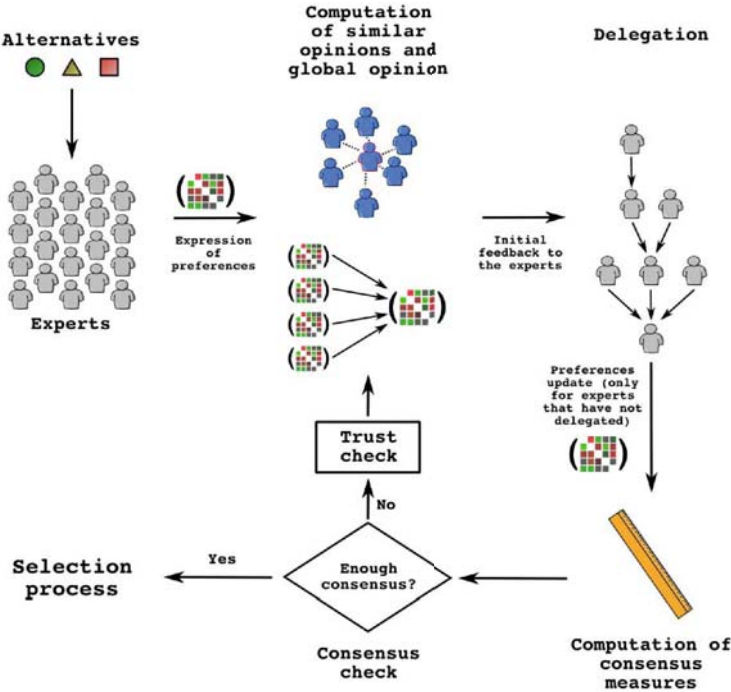 Alternatives
Experts
Expression
of
preferences
Computation
of similar
opinions and
global opinion
Initial
feedback to
the experts
Delegation
Preferences
update (only
for experts
that have not
delegated)
Computation of
consensus
measures
Enough
consensus?
Consensus
check
No
Trust
check
Yes
Selection
process